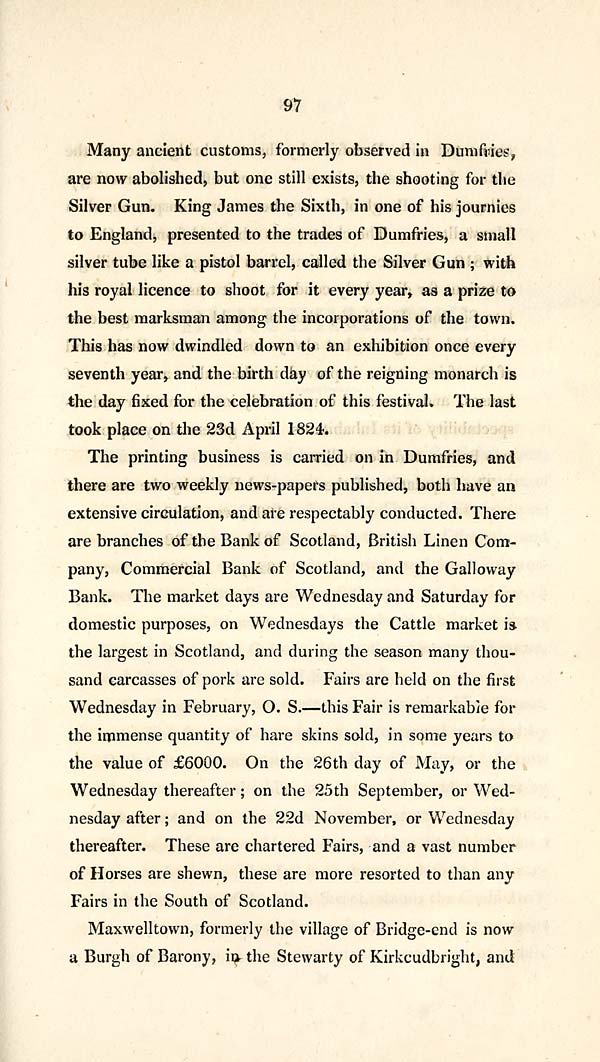 97
Many ancient customs, formerly observed in Dumfries,
are now abolished, but one still exists, the shooting for the
Silver Gun. King James the Sixth, in one of his journies
to England, presented to the trades of Dumfries, a small
silver tube like a pistol barrel, called the Silver Gun ; with
his royal licence to shoot for it every year, as a prize to
the best marksman among the incorporations of the town.
This has now dwindled down to an exhibition once every
seventh year, and the birth day of the reigning monarch is
the day fixed for the celebration of this festival. The last
took place on the 23d April 1824.
The printing business is carried on in Dumfries, and
there are two weekly news-papers published, both have an
extensive circulation, and are respectably conducted. There
are branches of the Bank of Scotland, British Linen Com-
pany, Commercial Bank of Scotland, and the Galloway
Bank. The market days are Wednesday and Saturday for
domestic purposes, on Wednesdays the Cattle market is
the largest in Scotland, and during the season many thou-
sand carcasses of pork are sold. Fairs are held on the first
Wednesday in February, O. S.—this Fair is remarkable for
the immense quantity of hare skins sold, in some years to
the value of £6000. On the 26th day of May, or the
Wednesday thereafter ; on the 25th September, or Wed-
nesday after ; and on the 22d November, or Wednesday
thereafter. These are chartered Fairs, and a vast number
of Horses are shewn, these are more resorted to than any
Fairs in the South of Scotland.
Maxwelltown, formerly the village of Bridge-end is now
a Burgh of Barony, in the Stewarty of Kirkcudbright, and